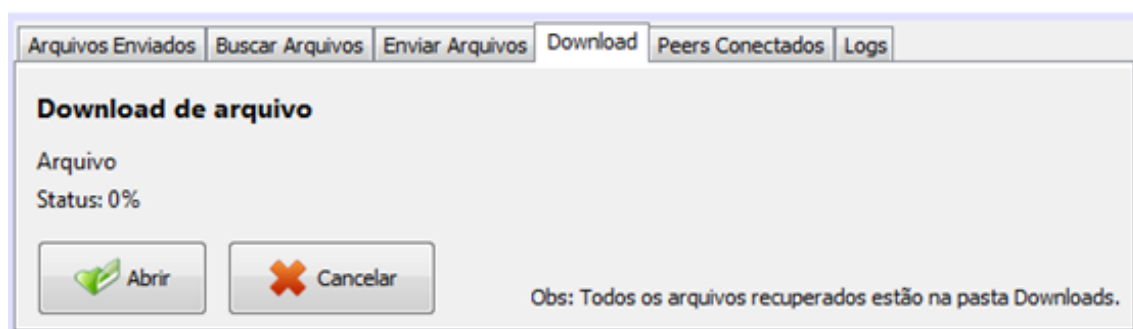 Arquivos Enviados Buscar Arquivos Enviar Arquivos Download Peers Conectados Logs
Download de arquivo
Arquivo
Status: 0%
Abrir Cancelar
Obs: Todos os arquivos recuperados estão na pasta Downloads.